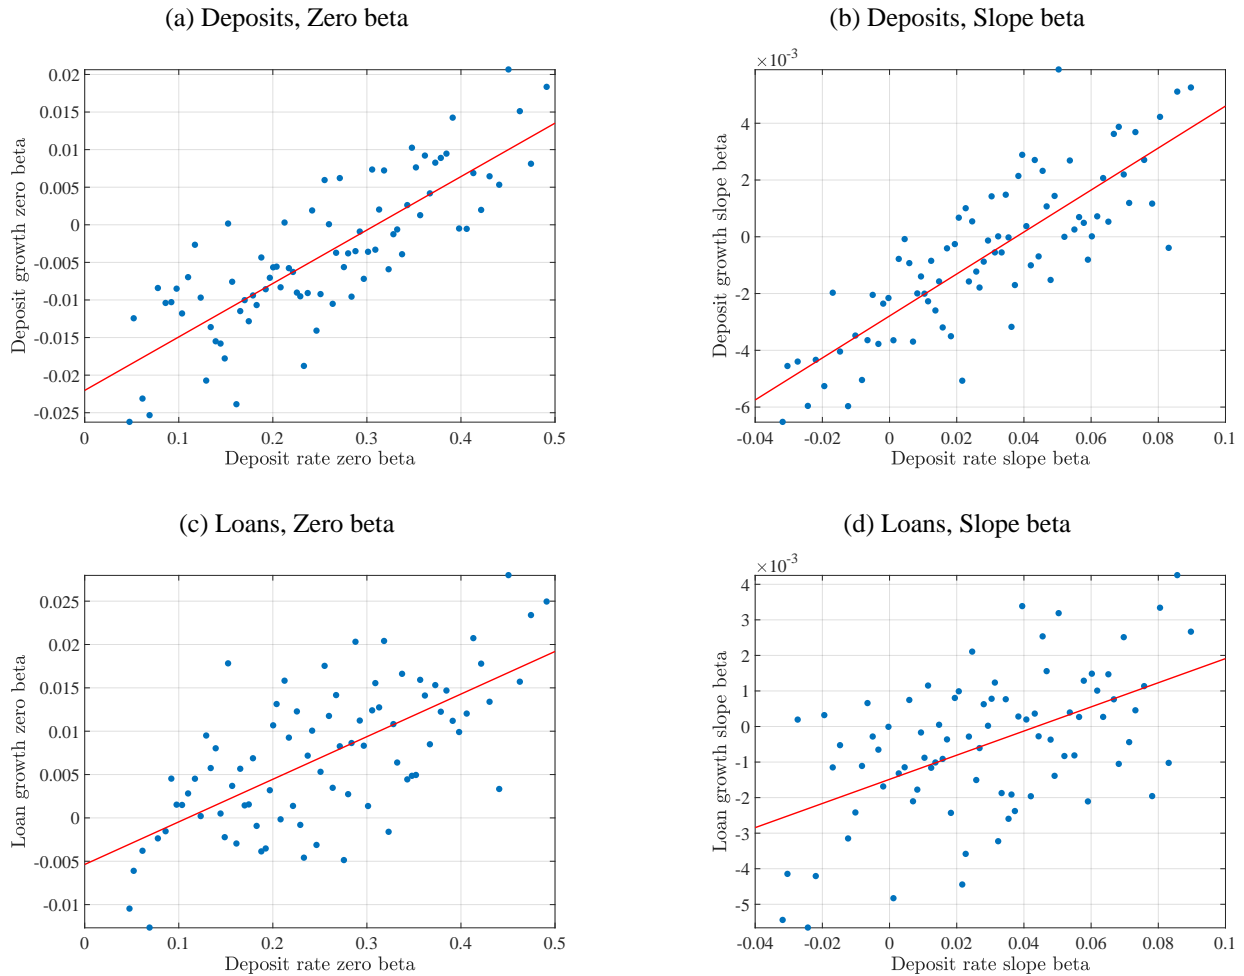 (a) Deposits, Zero beta
0.02
0.015
0.01
0.005
0
-0.005
-0.01
-0.015
-0.02
-0.025
Deposit growth zero beta
0 0.1 0.2 0.3 0.4 0.5
Deposit rate zero beta
(b) Deposits, Slope beta
×10-3
4
2
0
-2
-4
-6
Deposit growth slope beta
-0.04 -0.02 0 0.02 0.04 0.06 0.08 0.1
Deposit rate slope beta
(c) Loans, Zero beta
0.025
0.02
0.015
0.01
0.005
0
-0.005
-0.01
Loan growth zero beta
0 0.1 0.2 0.3 0.4 0.5
Deposit rate zero beta
(d) Loans, Slope beta
×10-3
4
3
2
1
0
-1
-2
-3
-4
-5
Loan growth slope beta
-0.04 -0.02 0 0.02 0.04 0.06 0.08 0.1
Deposit rate slope beta